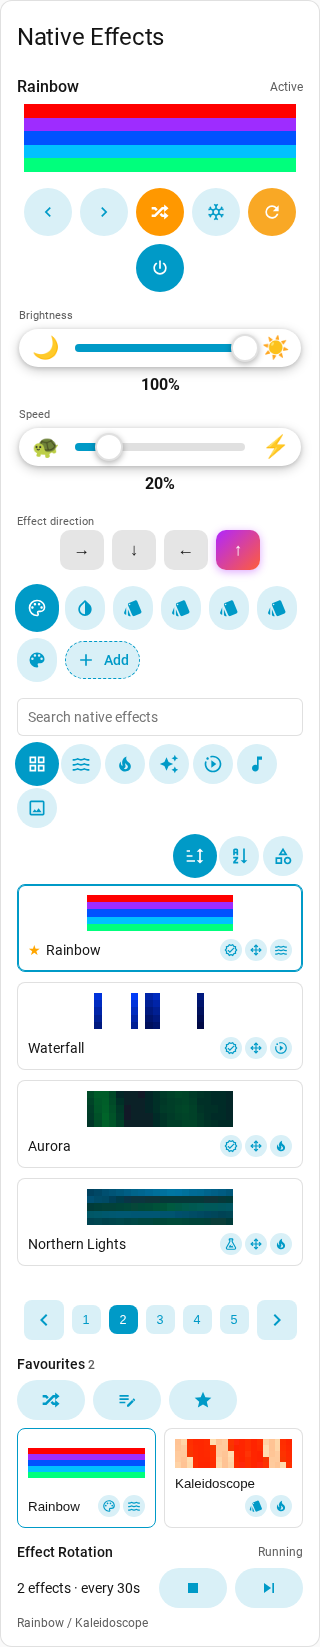 Native Effects
Rainbow Active
Brightness
100%
Speed
20%
Effect direction
→ ↓ ← ↑
Add
Search native effects
A
Z
Rainbow
Waterfall
Aurora
Northern Lights
1 2 3 4 5
Favourites 2
Rainbow
Kaleidoscope
Effect Rotation Running
2 effects · every 30s
Rainbow / Kaleidoscope